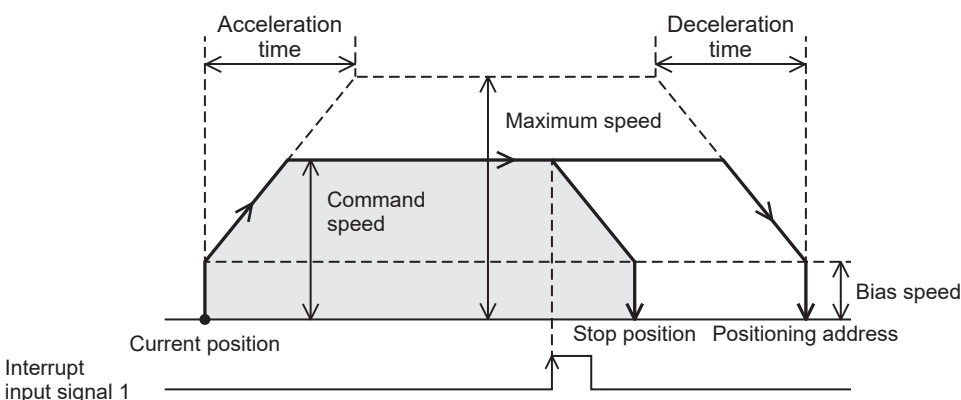 Acceleration
time
Deceleration
time
Maximum speed
Command
speed
Bias speed
Stop position
Positioning address
Current position
Interrupt
input signal 1